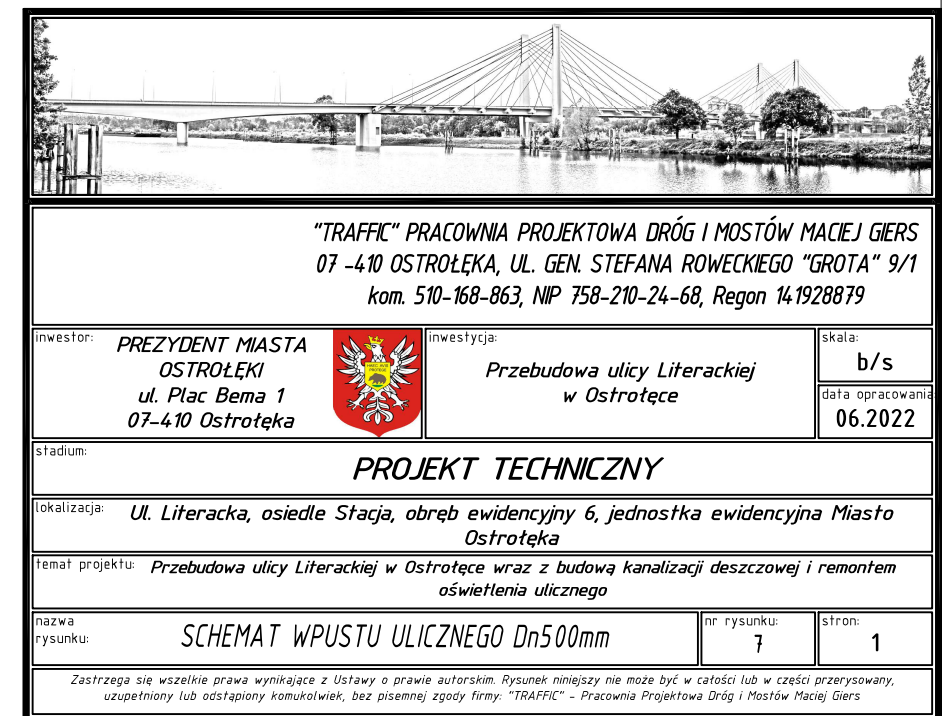 "TRAFFIC" PRACOWNIA PROJEKTOWA DRÓG I MOSTÓW MACIEJ GIERS
07 -410 OSTROŁĘKA, UL. GEN. STEFANA ROWECKIEGO "GROTA" 9/1
kom. 510-168-863, NIP 758-210-24-68, Regon 141928879
inwestor:
PREZYDENT MIASTA
OSTROŁĘKI
ul. Plac Bema 1
07-410 Ostrołęka
inwestycja:
Przebudowa ulicy Literackiej
w Ostrołęce
skala:
b/s
data opracowania:
06.2022
stadium:
PROJEKT TECHNICZNY
lokalizacja:
Ul. Literacka, osiedle Stacja, obręb ewidencyjny 6, jednostka ewidencyjna Miasto
Ostrołęka
temat projektu:
Przebudowa ulicy Literackiej w Ostrołęce wraz z budową kanalizacji deszczowej i remontem
oświetlenia ulicznego
nazwa
rysunku:
SCHEMAT WPUSTU ULICZNEGO Dn500mm
nr rysunku:
7
stron:
1
Zastrzega się wszelkie prawa wynikające z Ustawy o prawie autorskim. Rysunek niniejszy nie może być w całości lub w części przerysowany,
uzupełniony lub odstąpiony komukolwiek, bez pisemnej zgody firmy: "TRAFFIC" - Pracownia Projektowa Dróg i Mostów Maciej Giers